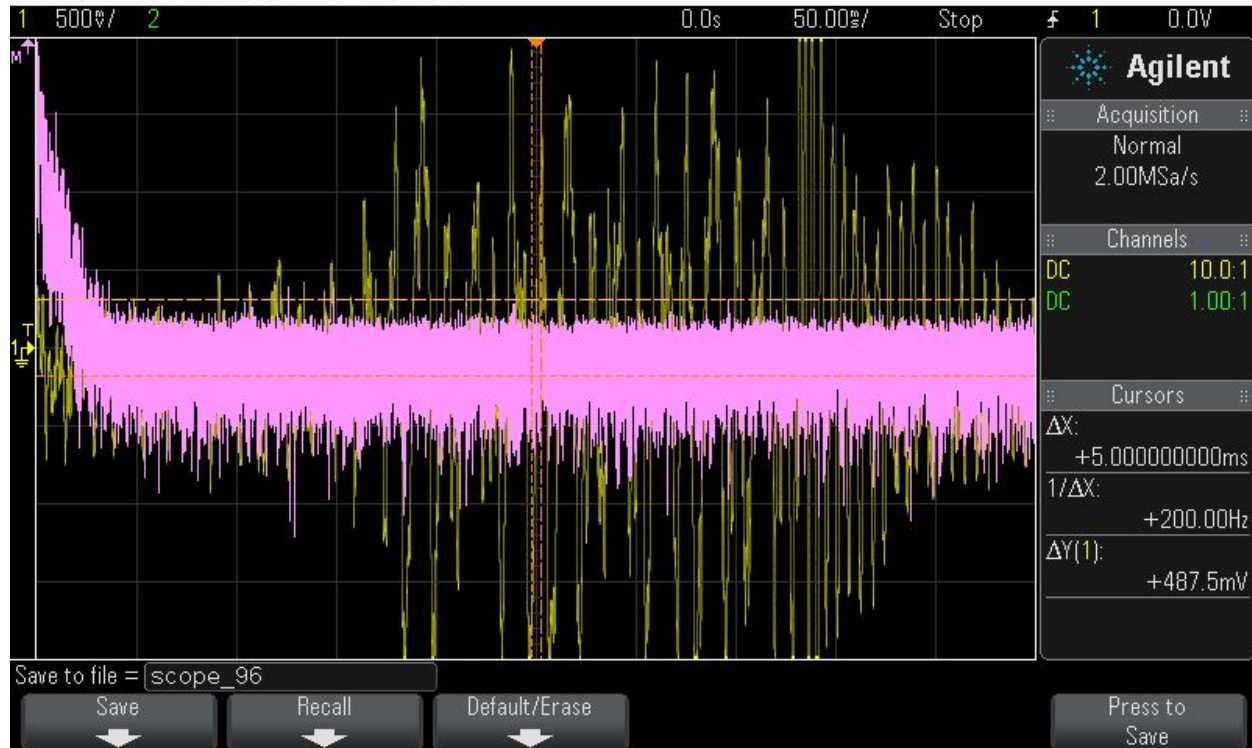 1 500mV/ 2 0.0s 50.00ms/ Stop 1 0.0V
M
T
1
Agilent
Acquisition
Normal
2.00MSa/s
Channels
DC 10.0:1
DC 1.00:1
Cursors
ΔX:
+5.000000000ms
1/ΔX:
+200.00Hz
ΔY(1):
+487.5mV
Save to file = scope_96
Save Recall Default/Erase Press to
Save